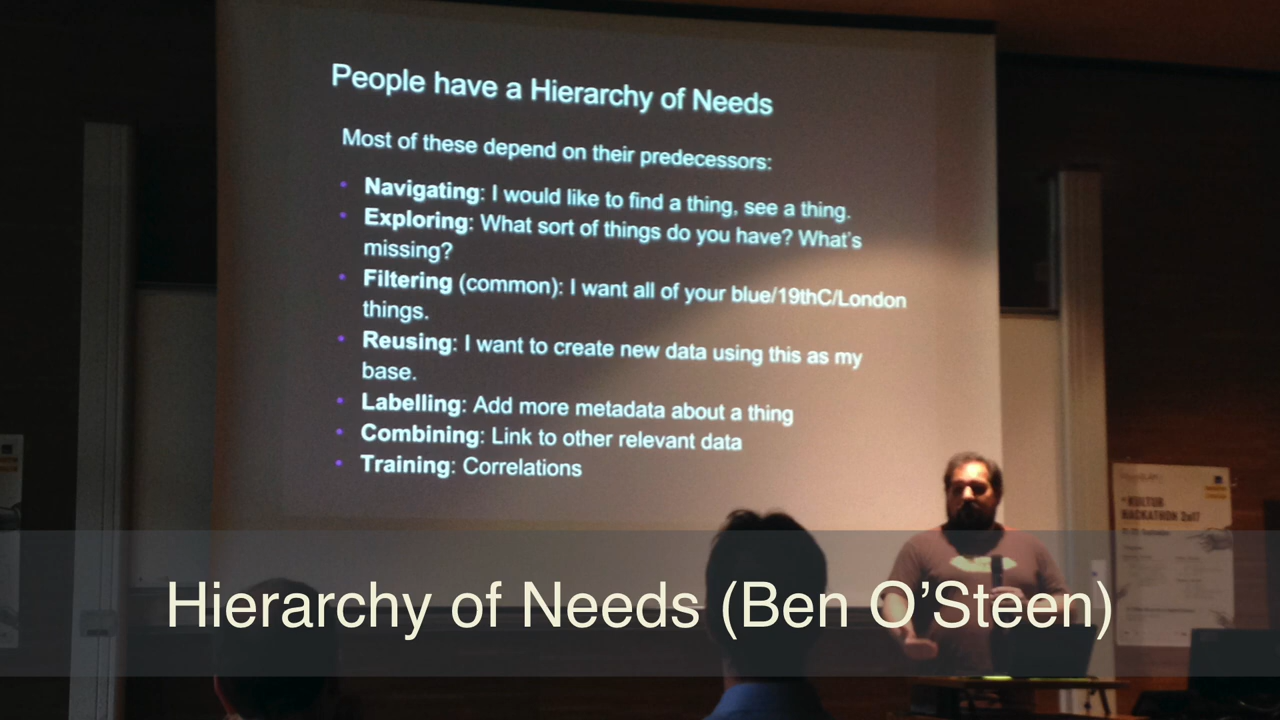 People have a Hierarchy of Needs
Most of these depend on their predecessors:
• Navigating: I would like to find a thing, see a thing.
• Exploring: What sort of things do you have? What's
missing?
• Filtering (common): I want all of your blue/19thC/London
things.
• Reusing: I want to create new data using this as my
base.
• Labelling: Add more metadata about a thing
• Combining: Link to other relevant data
• Training: Correlations
KULTUR
HACKATHON 2017
Hierarchy of Needs (Ben O’Steen)